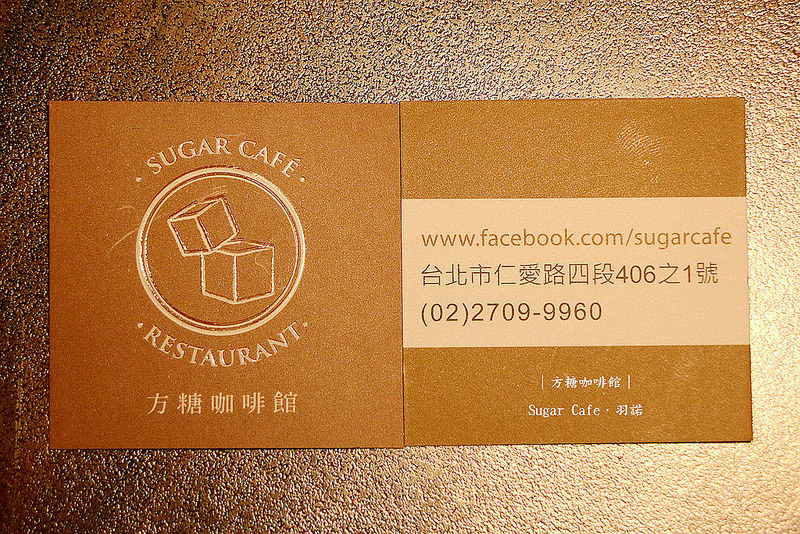 · SUGAR CAFÉ ·
· RESTAURANT ·
方糖咖啡館
www.facebook.com/sugarcafe
台北市仁愛路四段406之1號
(02)2709-9960
|方糖咖啡館|
Sugar Cafe·羽諾